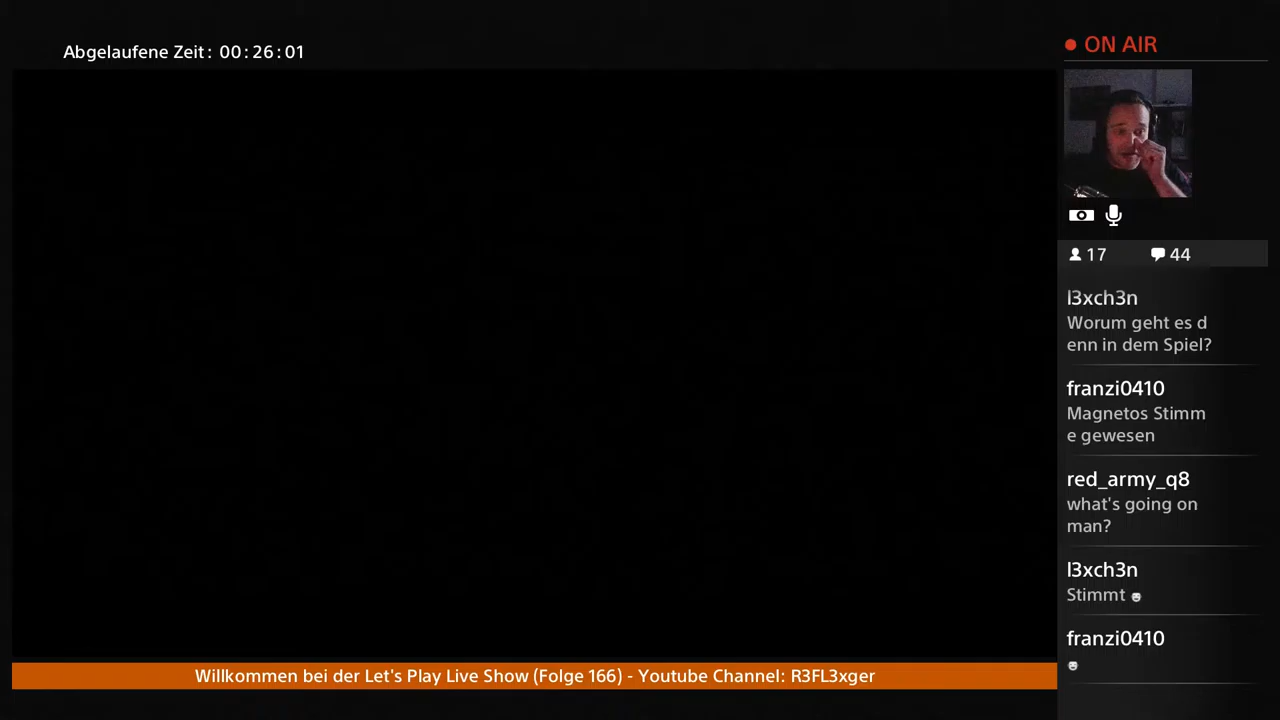 Abgelaufene Zeit: 00:26:01
ON AIR
17 44
l3xch3n
Worum geht es d
enn in dem Spiel?
franzi0410
Magnetos Stimm
e gewesen
red_army_q8
what's going on
man?
l3xch3n
Stimmt
franzi0410
Willkommen bei der Let's Play Live Show (Folge 166) - Youtube Channel: R3FL3xger